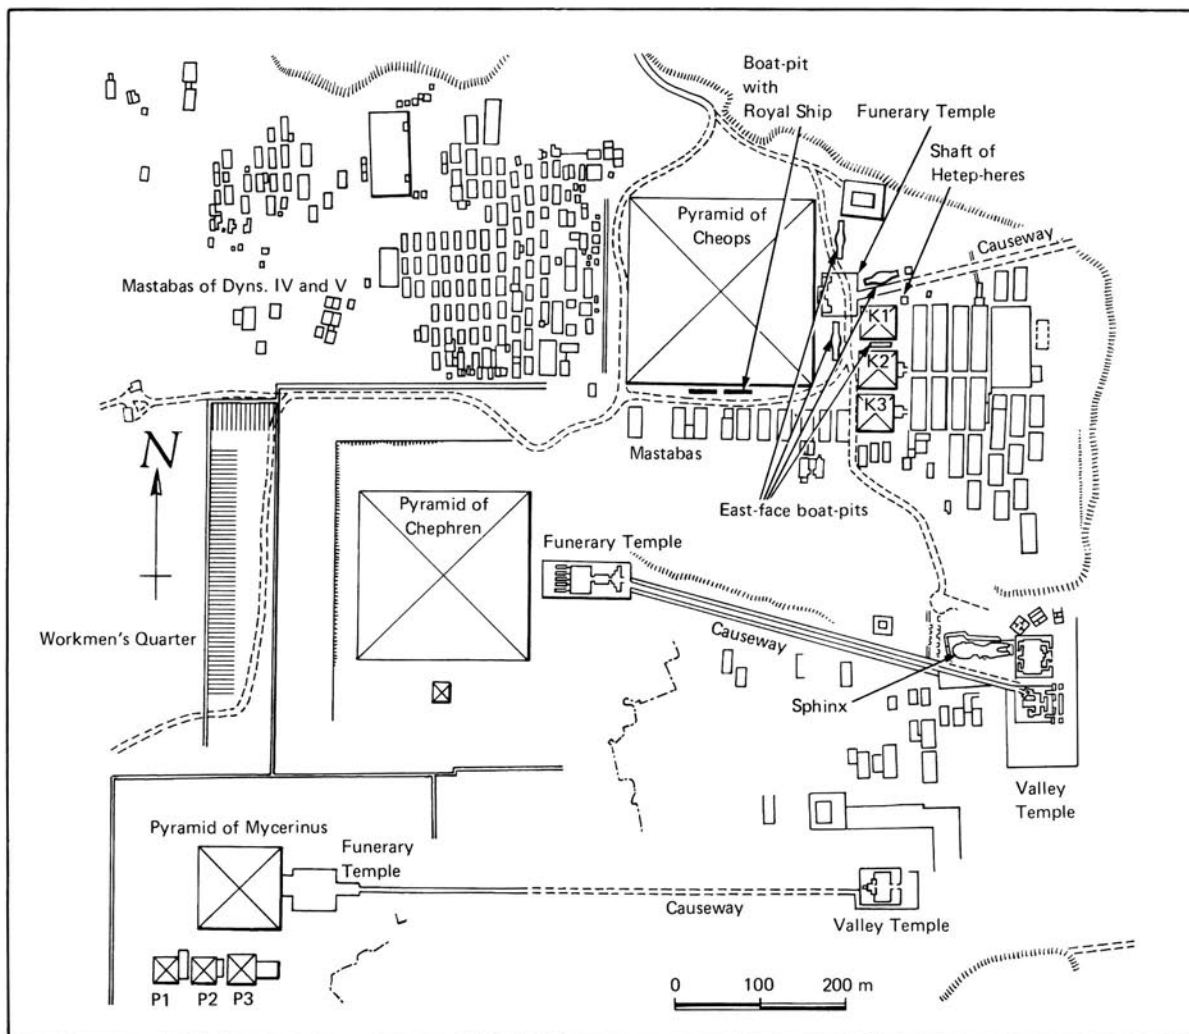 Boat-pit
with
Royal Ship
Funerary Temple
Shaft of
Hetep-heres
Pyramid of
Cheops
Causeway
Mastabas of Dyns. IV and V
K1
K2
K3
N
Mastabas
East-face boat-pits
Pyramid of
Chephren
Funerary Temple
Causeway
Workmen's Quarter
Sphinx
Valley
Temple
Pyramid of Mycerinus
Funerary
Temple
Causeway
Valley Temple
P1 P2 P3
0 100 200 m